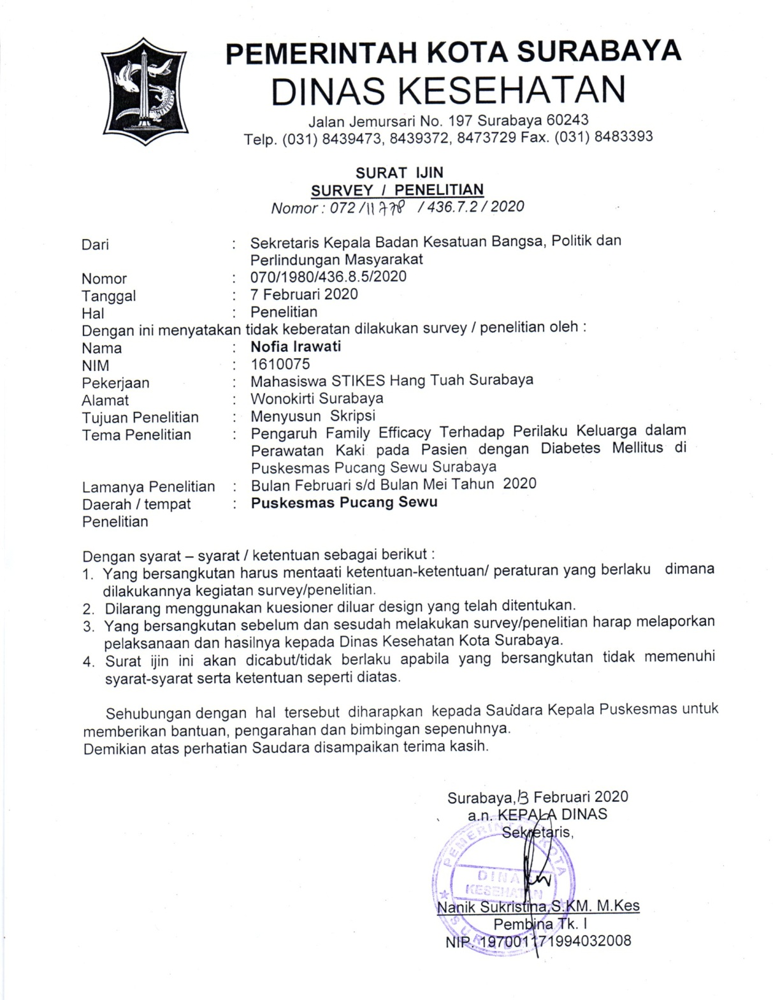 PEMERINTAH KOTA SURABAYA
DINAS KESEHATAN
Jalan Jemursari No. 197 Surabaya 60243
Telp. (031) 8439473, 8439372, 8473729 Fax. (031) 8483393
SURAT IJIN
SURVEY / PENELITIAN
Nomor : 072 / 11778 / 436.7.2 / 2020
Dari : Sekretaris Kepala Badan Kesatuan Bangsa, Politik dan
Perlindungan Masyarakat
Nomor : 070/1980/436.8.5/2020
Tanggal : 7 Februari 2020
Hal : Penelitian
Dengan ini menyatakan tidak keberatan dilakukan survey / penelitian oleh :
Nama : Nofia Irawati
NIM : 1610075
Pekerjaan : Mahasiswa STIKES Hang Tuah Surabaya
Alamat : Wonokirti Surabaya
Tujuan Penelitian : Menyusun Skripsi
Tema Penelitian : Pengaruh Family Efficacy Terhadap Perilaku Keluarga dalam
Perawatan Kaki pada Pasien dengan Diabetes Mellitus di
Puskesmas Pucang Sewu Surabaya
Lamanya Penelitian : Bulan Februari s/d Bulan Mei Tahun 2020
Daerah / tempat : Puskesmas Pucang Sewu
Penelitian
Dengan syarat – syarat / ketentuan sebagai berikut :
1. Yang bersangkutan harus mentaati ketentuan-ketentuan/ peraturan yang berlaku dimana
dilakukannya kegiatan survey/penelitian.
2. Dilarang menggunakan kuesioner diluar design yang telah ditentukan.
3. Yang bersangkutan sebelum dan sesudah melakukan survey/penelitian harap melaporkan
pelaksanaan dan hasilnya kepada Dinas Kesehatan Kota Surabaya.
4. Surat ijin ini akan dicabut/tidak berlaku apabila yang bersangkutan tidak memenuhi
syarat-syarat serta ketentuan seperti diatas.
Sehubungan dengan hal tersebut diharapkan kepada Saudara Kepala Puskesmas untuk
memberikan bantuan, pengarahan dan bimbingan sepenuhnya.
Demikian atas perhatian Saudara disampaikan terima kasih.
Surabaya, 13 Februari 2020
a.n. KEPALA DINAS
Sekretaris,
PEMERINTAH KOTA
DINAS
KESEHATAN
SURABAYA
Nanik Sukristina,S.KM. M.Kes
Pembina Tk. I
NIP. 197001171994032008